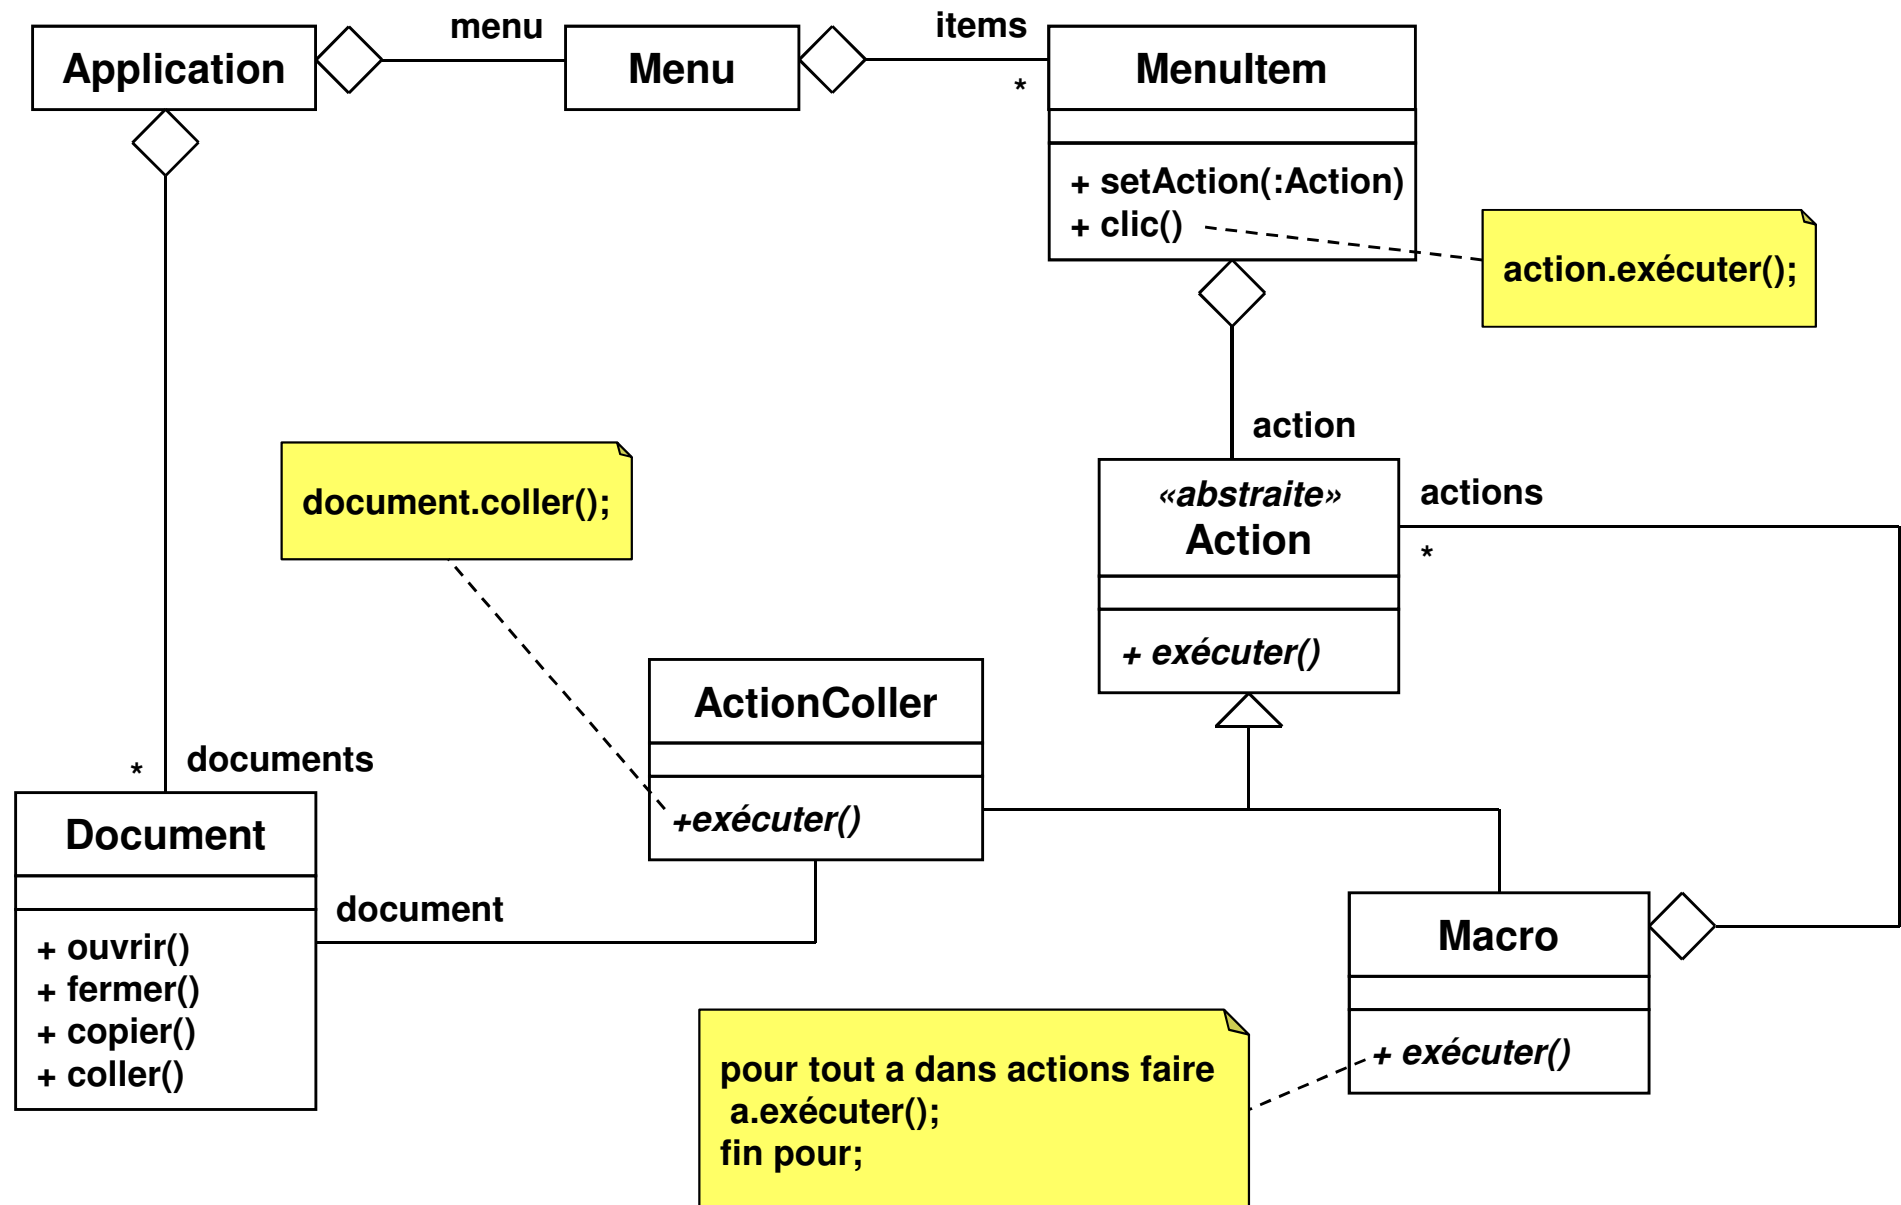 Application
menu
Menu
items
*
MenuItem
+ setAction(:Action)
+ clic()
action.exécuter();
action
document.coller();
«abstraite»
Action
+ exécuter()
actions
*
ActionColler
+exécuter()
*
documents
Document
+ ouvrir()
+ fermer()
+ copier()
+ coller()
document
Macro
+ exécuter()
pour tout a dans actions faire
a.exécuter();
fin pour;